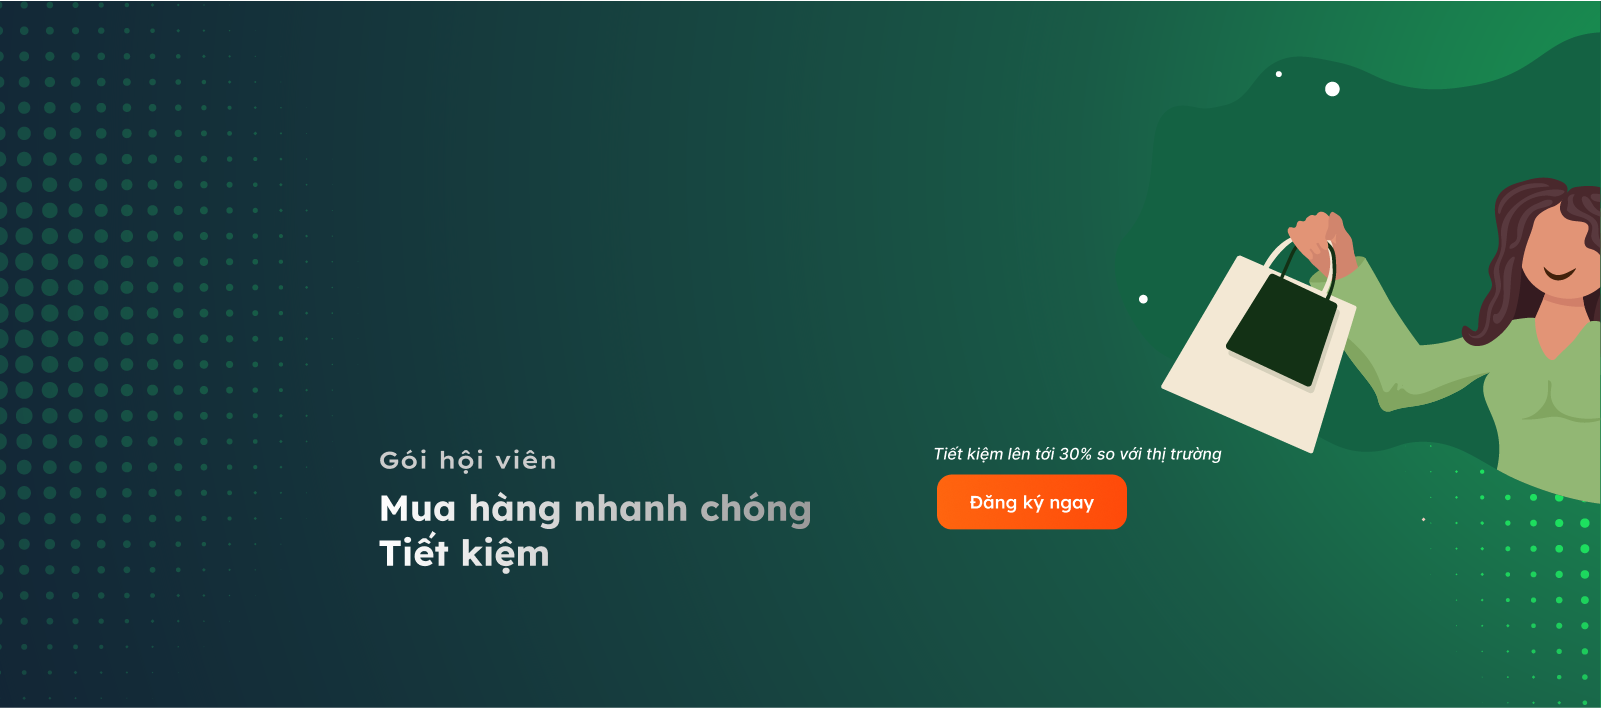 Gói hội viên
Mua hàng nhanh chóng
Tiết kiệm
Tiết kiệm lên tới 30% so với thị trường
Đăng ký ngay